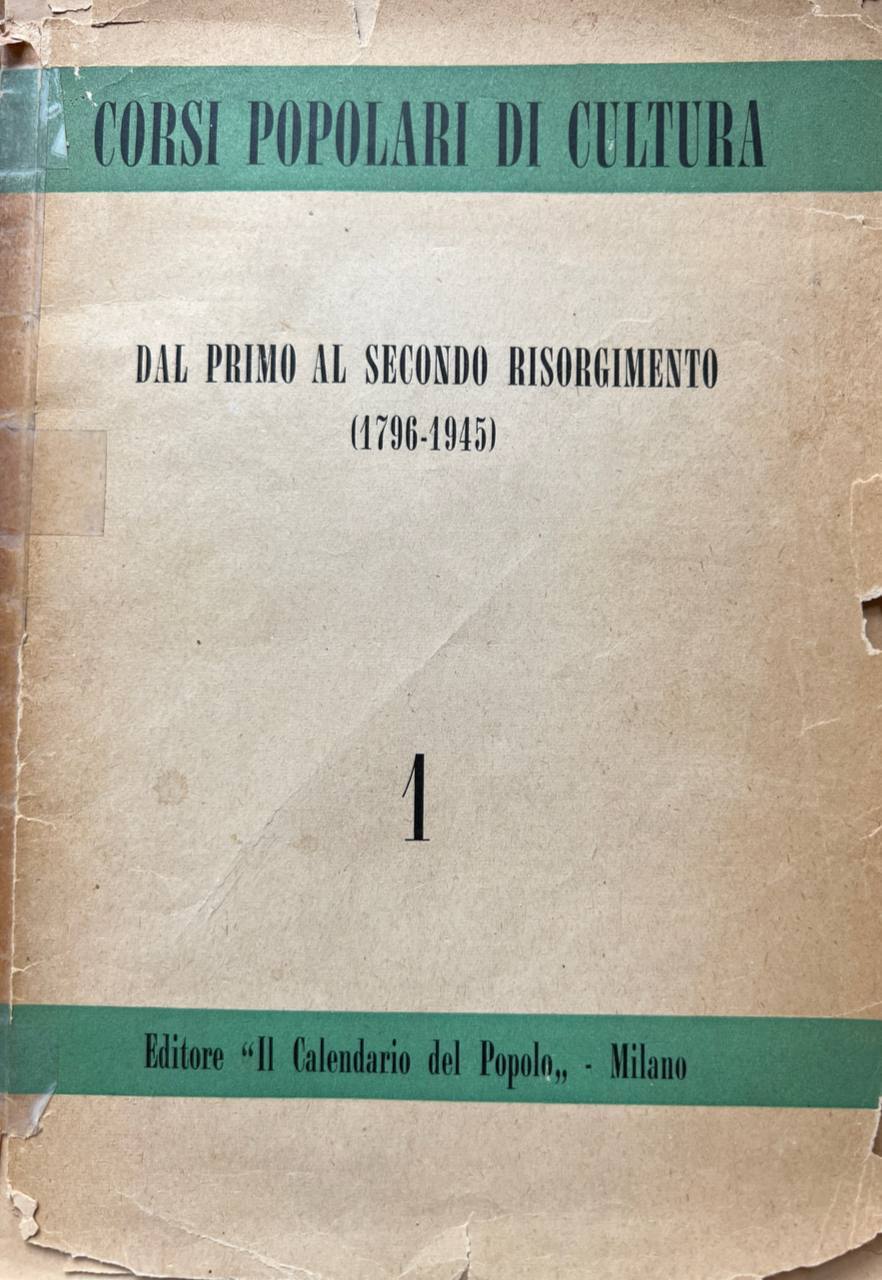 CORSI POPOLARI DI CULTURA
DAL PRIMO AL SECONDO RISORGIMENTO
(1796-1945)
1
Editore “Il Calendario del Popolo„ - Milano